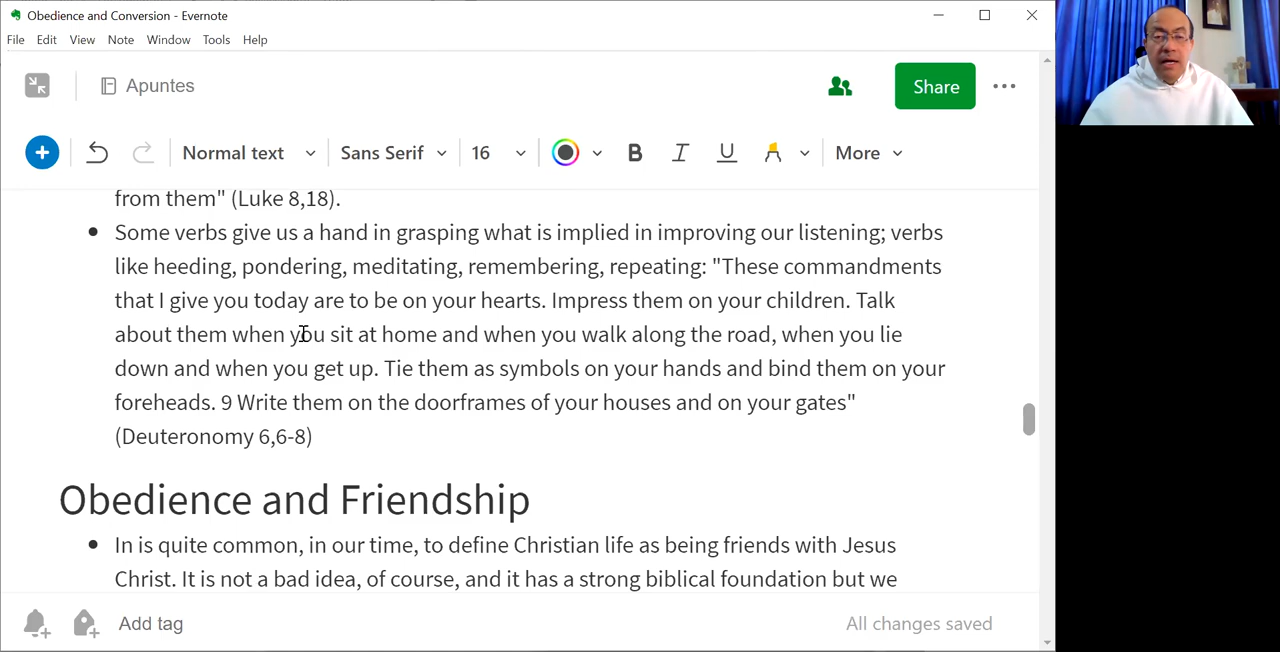 Obedience and Conversion - Evernote
File Edit View Note Window Tools Help
Apuntes
Share
Normal text Sans Serif 16 B I U More
from them" (Luke 8,18).
Some verbs give us a hand in grasping what is implied in improving our listening; verbs
like heeding, pondering, meditating, remembering, repeating: "These commandments
that I give you today are to be on your hearts. Impress them on your children. Talk
about them when you sit at home and when you walk along the road, when you lie
down and when you get up. Tie them as symbols on your hands and bind them on your
foreheads. 9 Write them on the doorframes of your houses and on your gates"
(Deuteronomy 6,6-8)
Obedience and Friendship
In is quite common, in our time, to define Christian life as being friends with Jesus
Christ. It is not a bad idea, of course, and it has a strong biblical foundation but we
Add tag
All changes saved